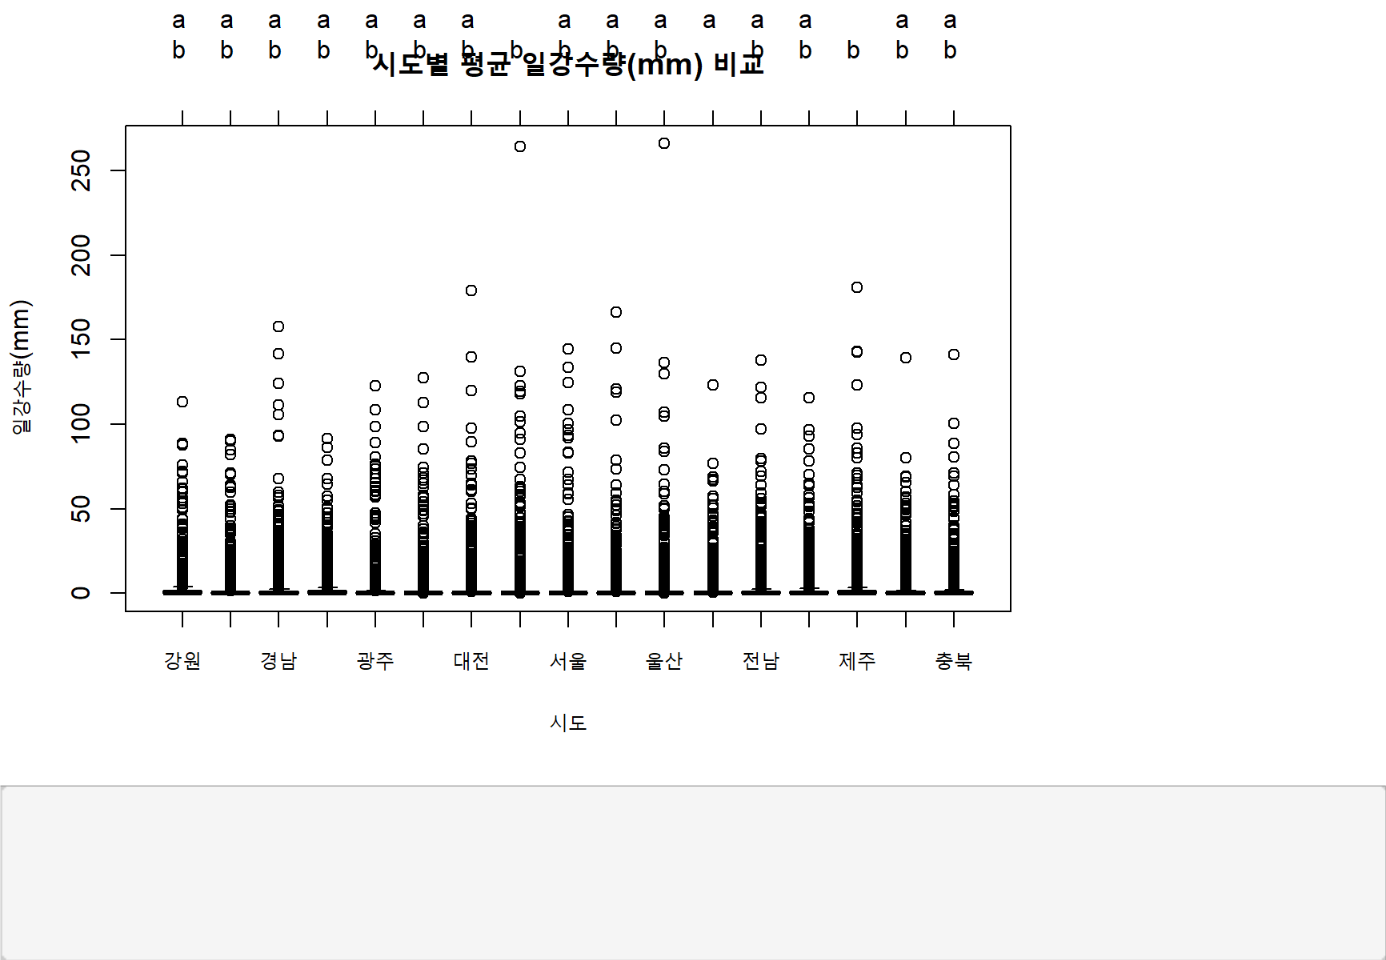 a a a a a a a a a a a a a a a
b b b b b b b b b b b b b b b b
시도별 평균 일강수량(mm) 비교
250
200
150
100
50
0
일강수량(mm)
강원 경남 광주 대전 서울 울산 전남 제주 충북
시도